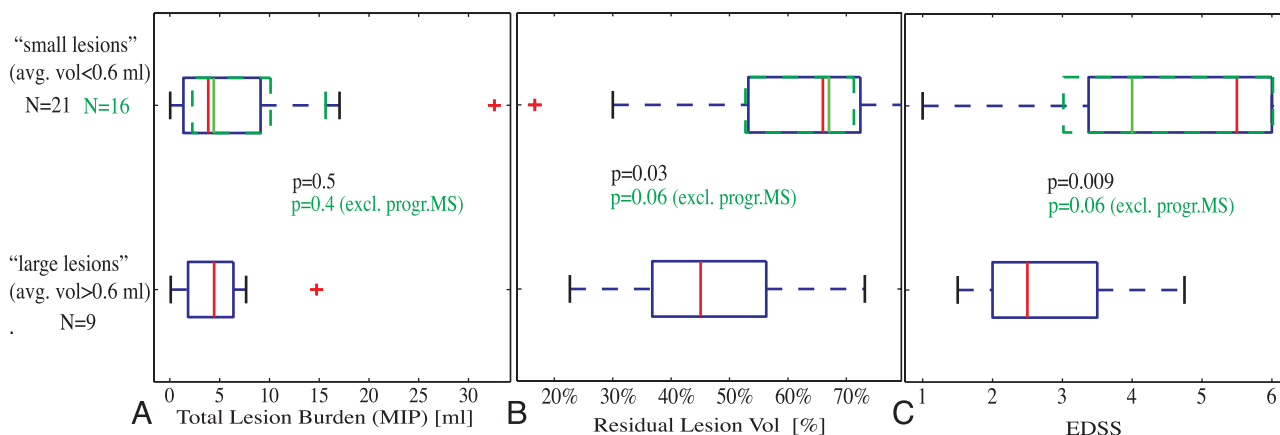 “small lesions”
(avg. vol<0.6 ml)
N=21 N=16
p=0.5
p=0.4 (excl. progr.MS)
p=0.03
p=0.06 (excl. progr.MS)
p=0.009
p=0.06 (excl. progr.MS)
“large lesions”
(avg. vol>0.6 ml)
N=9
.
0 5 10 15 20 25 30
20% 30% 40% 50% 60% 70%
1 2 3 4 5 6
A Total Lesion Burden (MIP) [ml]
B Residual Lesion Vol [%]
C EDSS